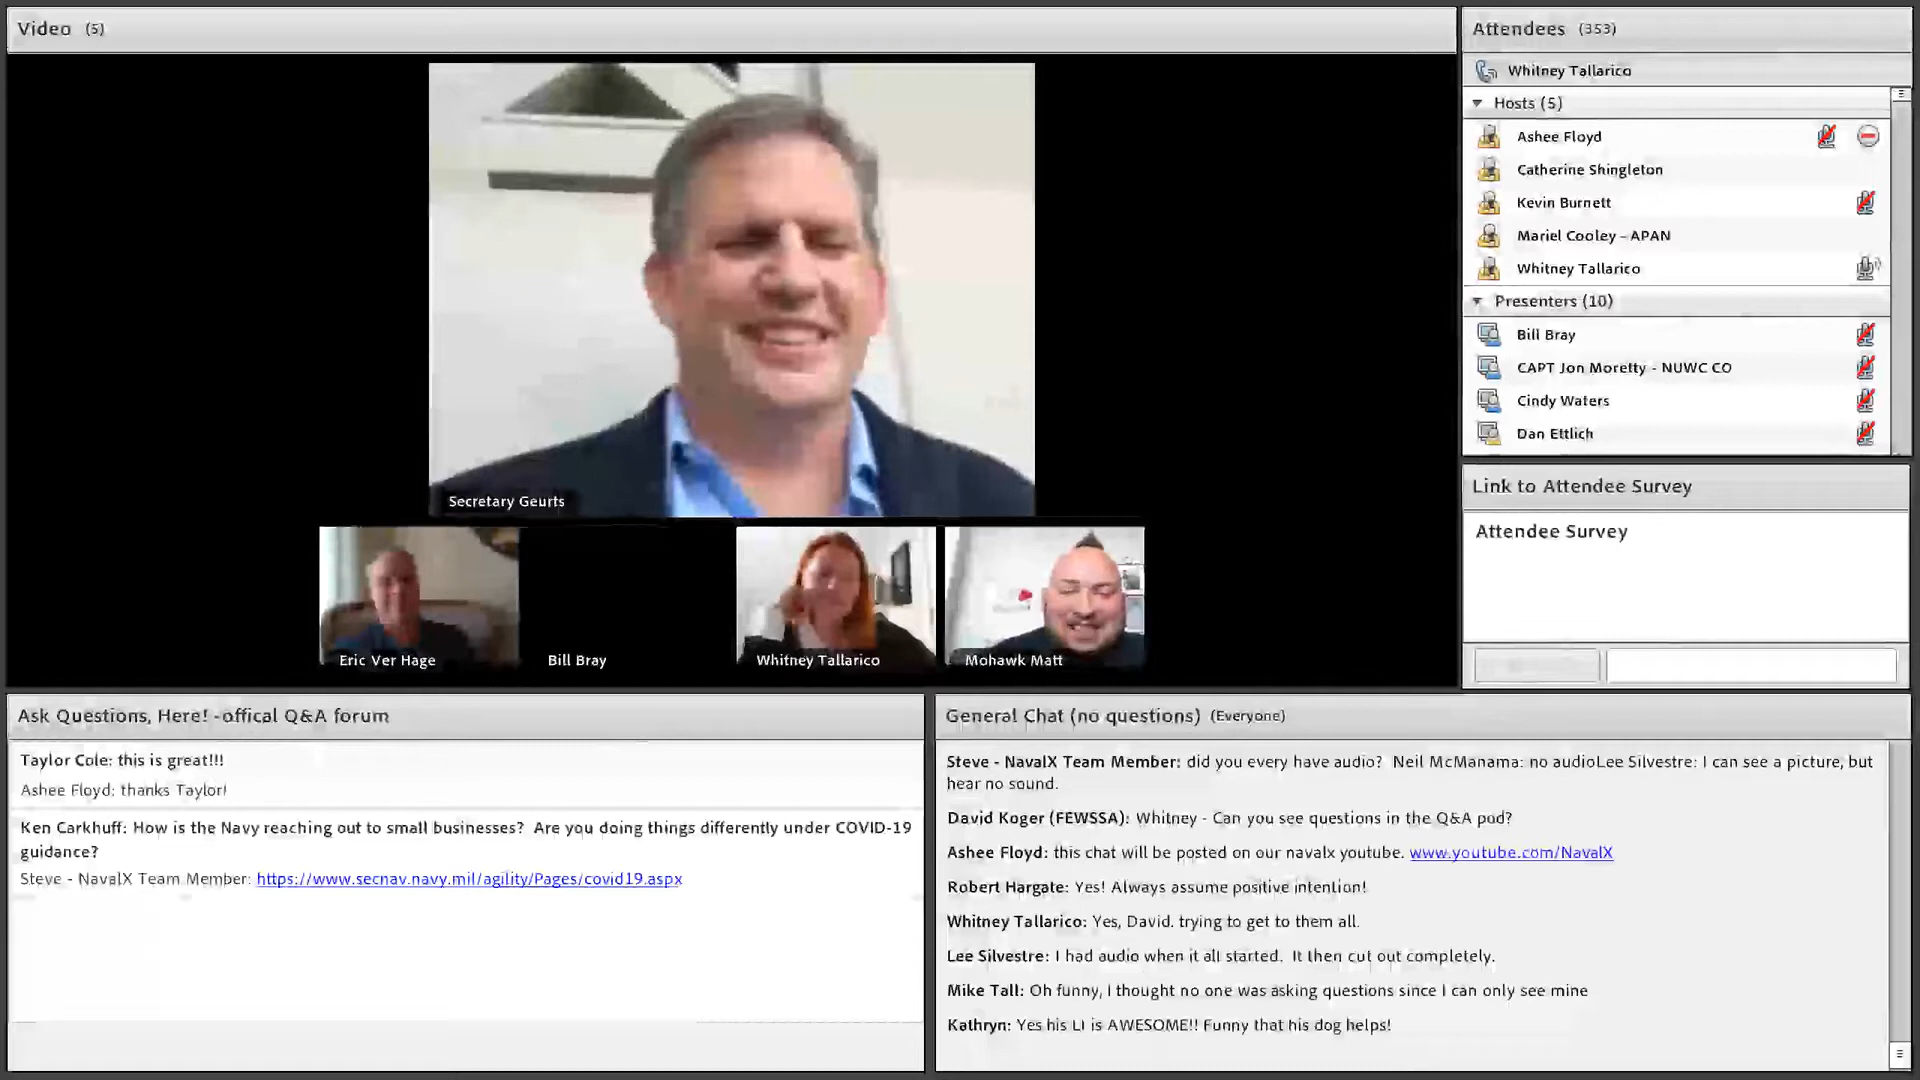 Video (5)
Secretary Geurts
Eric Ver Hage
Bill Bray
Whitney Tallarico
Mohawk Matt
Attendees (353)
Whitney Tallarico
Hosts (5)
Ashee Floyd
Catherine Shingleton
Kevin Burnett
Mariel Cooley - APAN
Whitney Tallarico
Presenters (10)
Bill Bray
CAPT Jon Moretty - NUWC CO
Cindy Waters
Dan Ettlich
Link to Attendee Survey
Attendee Survey
Ask Questions, Here! -offical Q&A forum
Taylor Cole: this is great!!!
Ashee Floyd: thanks Taylor!
Ken Carkhuff: How is the Navy reaching out to small businesses? Are you doing things differently under COVID-19
guidance?
Steve - NavalX Team Member: https://www.secnav.navy.mil/agility/Pages/covid19.aspx
General Chat (no questions) (Everyone)
Steve - NavalX Team Member: did you every have audio? Neil McManama: no audioLee Silvestre: I can see a picture, but
hear no sound.
David Koger (FEWSSA): Whitney - Can you see questions in the Q&A pod?
Ashee Floyd: this chat will be posted on our navalx youtube. www.youtube.com/NavalX
Robert Hargate: Yes! Always assume positive intention!
Whitney Tallarico: Yes, David. trying to get to them all.
Lee Silvestre: I had audio when it all started. It then cut out completely.
Mike Tall: Oh funny, I thought no one was asking questions since I can only see mine
Kathryn: Yes his LI is AWESOME!! Funny that his dog helps!